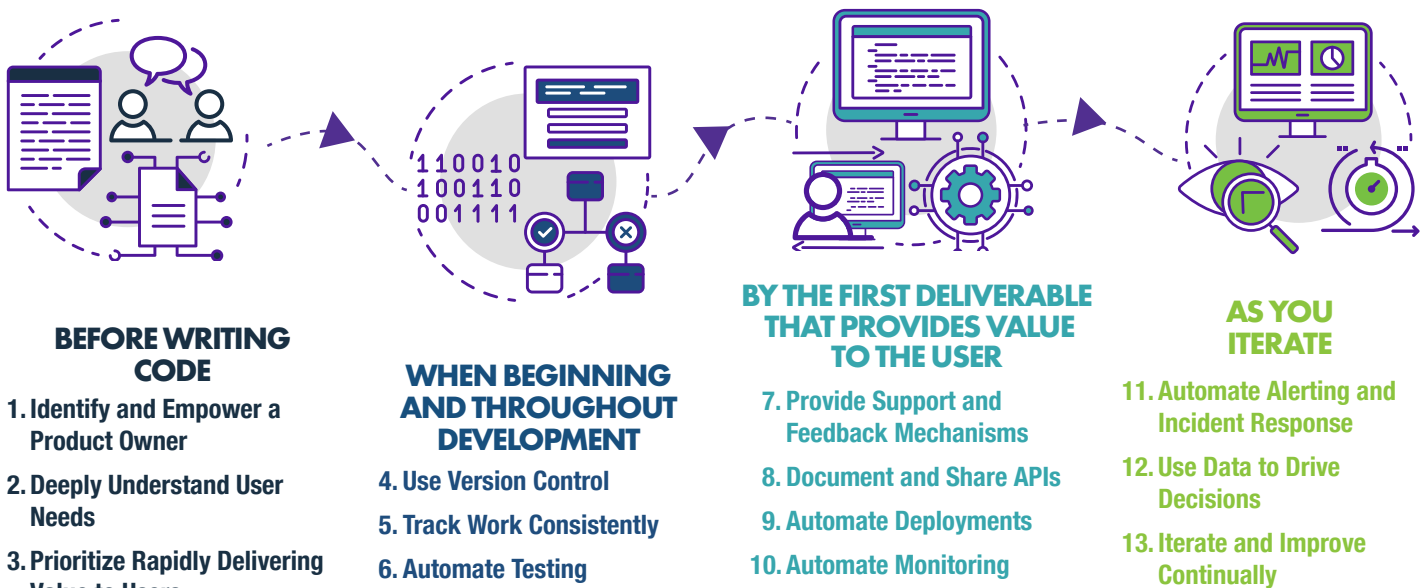 110010
100110
001111
BEFORE WRITING
CODE
1. Identify and Empower a
Product Owner
2. Deeply Understand User
Needs
3. Prioritize Rapidly Delivering
Value to Users
WHEN BEGINNING
AND THROUGHOUT
DEVELOPMENT
4. Use Version Control
5. Track Work Consistently
6. Automate Testing
BY THE FIRST DELIVERABLE
THAT PROVIDES VALUE
TO THE USER
7. Provide Support and
Feedback Mechanisms
8. Document and Share APIs
9. Automate Deployments
10. Automate Monitoring
AS YOU
ITERATE
11. Automate Alerting and
Incident Response
12. Use Data to Drive
Decisions
13. Iterate and Improve
Continually